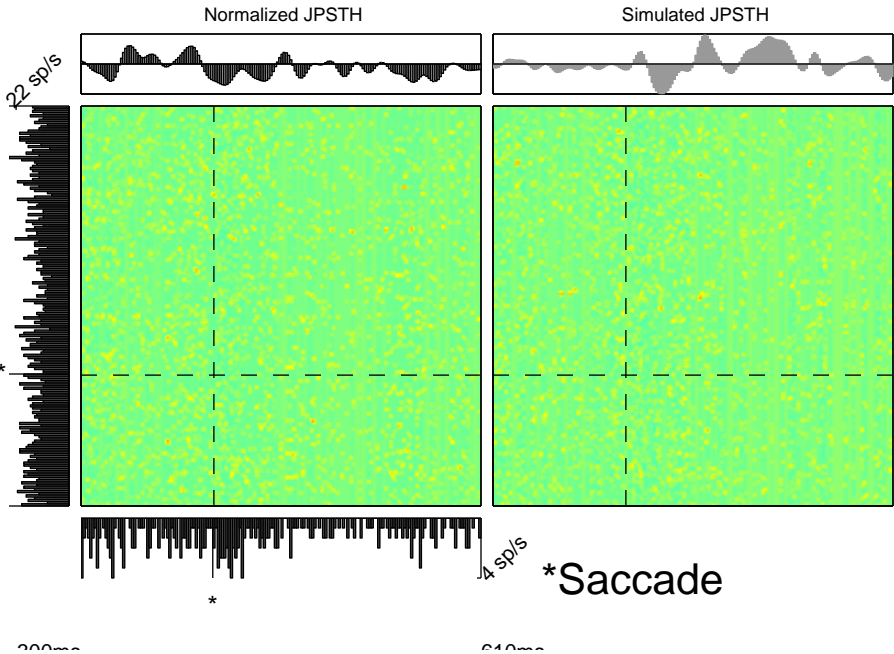 Normalized JPSTH
Simulated JPSTH
22 sp/s
*
4 sp/s
*Saccade
*